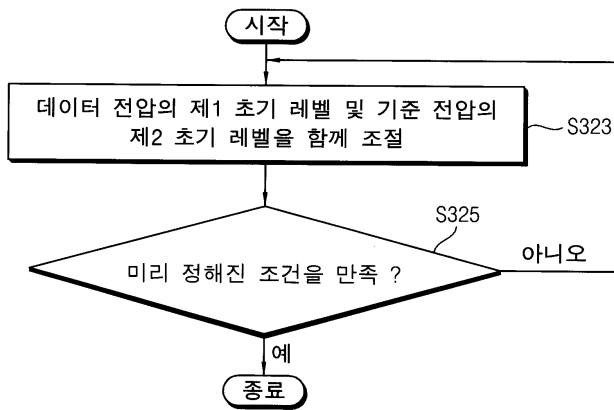 시작
데이터 전압의 제1 초기 레벨 및 기준 전압의
제2 초기 레벨을 함께 조절
S323
S325
미리 정해진 조건을 만족 ?
아니오
예
종료